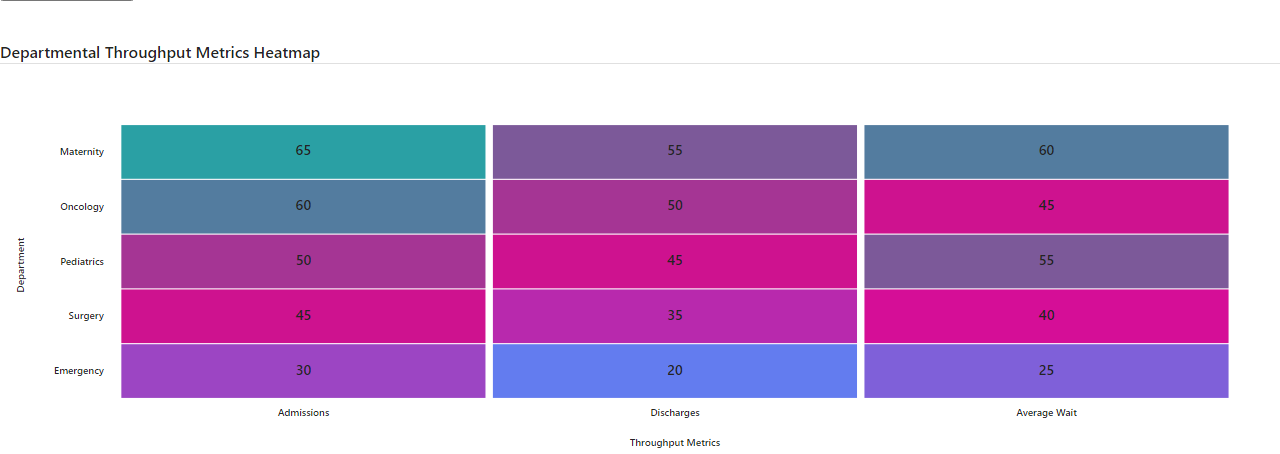 Departmental Throughput Metrics Heatmap
Maternity 65 55 60
Oncology 60 50 45
Pediatrics 50 45 55
Department
Surgery 45 35 40
Emergency 30 20 25
Admissions Discharges Average Wait
Throughput Metrics